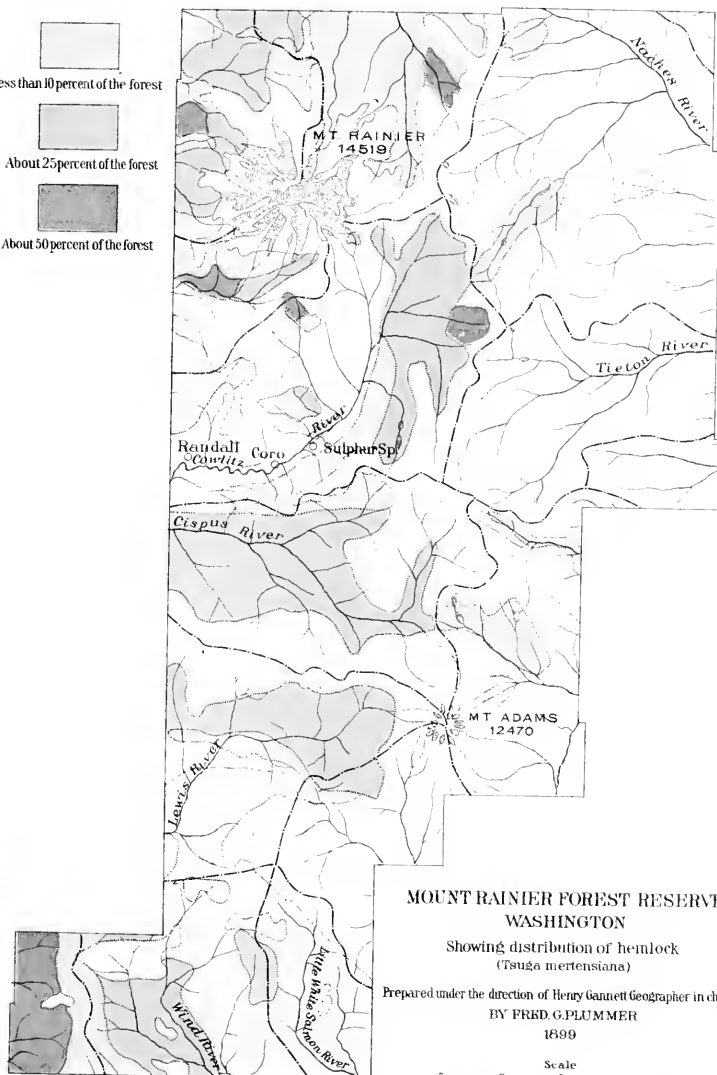 ess than 10 percent of the forest
About 25 percent of the forest
About 50 percent of the forest
Naches River
MT RAINIER
14519
Tieton River
River
Randall Coro Sulphur Sp.
Cowlitz
Cispus River
MT ADAMS
12470
Lewis River
Little White Salmon River
Wind River
MOUNT RAINIER FOREST RESERVE
WASHINGTON
Showing distribution of hemlock
(Tsuga mertensiana)
Prepared under the direction of Henry Gannett Geographer in ch
BY FRED. G. PLUMMER
1899
Scale